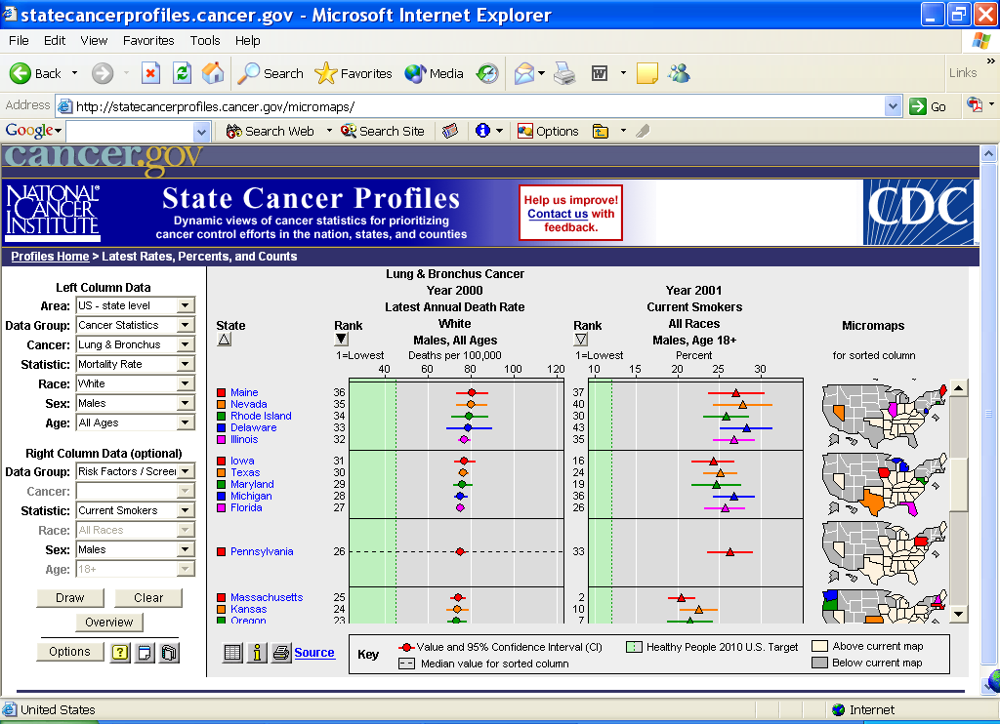 statecancerprofiles.cancer.gov - Microsoft Internet Explorer
File Edit View Favorites Tools Help
Back Search Favorites Media Links »
Address http://statecancerprofiles.cancer.gov/micromaps/ Go
Google Search Web Search Site Options
cancer.gov
NATIONAL CANCER INSTITUTE
State Cancer Profiles
Dynamic views of cancer statistics for prioritizing
cancer control efforts in the nation, states, and counties
Help us improve!
Contact us with
feedback.
CDC
Profiles Home > Latest Rates, Percents, and Counts
Left Column Data
Area: US - state level
Data Group: Cancer Statistics
Cancer: Lung & Bronchus
Statistic: Mortality Rate
Race: White
Sex: Males
Age: All Ages
Right Column Data (optional)
Data Group: Risk Factors / Screer
Cancer:
Statistic: Current Smokers
Race: All Races
Sex: Males
Age: 18+
Draw Clear
Overview
Options ?
Lung & Bronchus Cancer
Year 2000 Year 2001
Latest Annual Death Rate Current Smokers
State Rank White Rank All Races Micromaps
Males, All Ages Males, Age 18+
1=Lowest Deaths per 100,000 1=Lowest Percent for sorted column
40 60 80 100 120 10 15 20 25 30
Maine 36 37
Nevada 35 40
Rhode Island 34 30
Delaware 33 43
Illinois 32 35
Iowa 31 16
Texas 30 24
Maryland 29 19
Michigan 28 36
Florida 27 26
Pennsylvania 26 33
Massachusetts 25 2
Kansas 24 10
Oregon 23 7
i Source
Key Value and 95% Confidence Interval (CI) Healthy People 2010 U.S. Target Above current map
Median value for sorted column Below current map
United States Internet